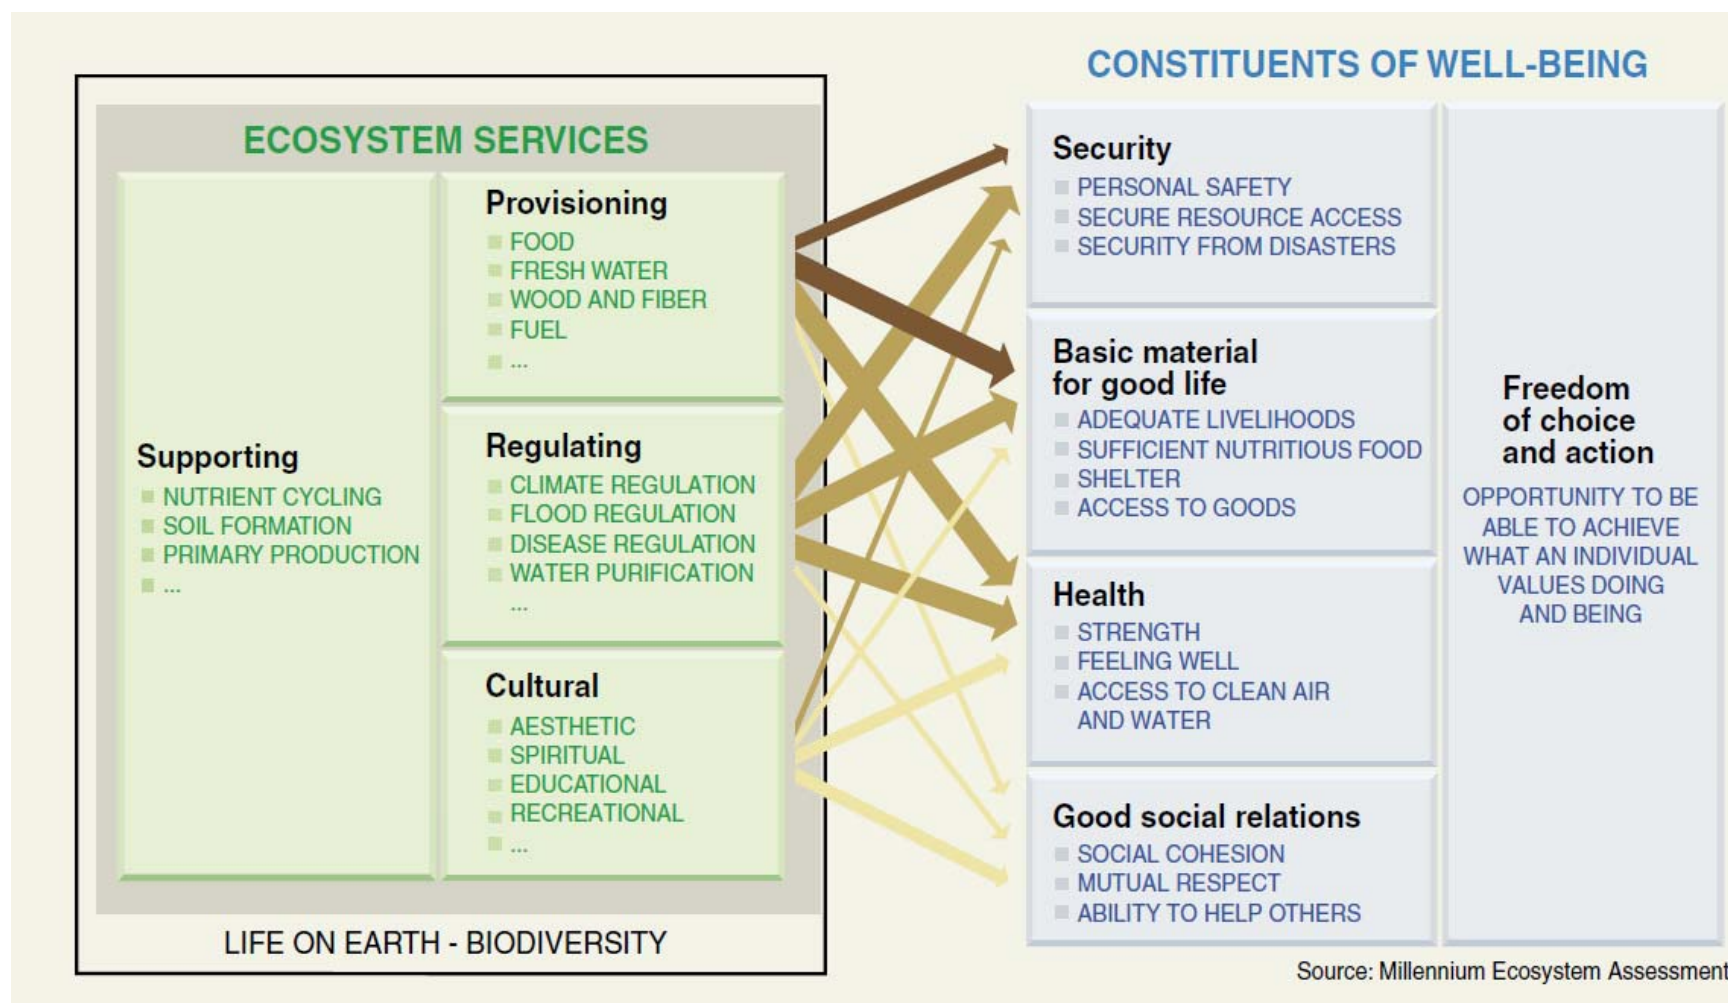 CONSTITUENTS OF WELL-BEING
ECOSYSTEM SERVICES
Supporting
NUTRIENT CYCLING
SOIL FORMATION
PRIMARY PRODUCTION
...
Provisioning
FOOD
FRESH WATER
WOOD AND FIBER
FUEL
...
Regulating
CLIMATE REGULATION
FLOOD REGULATION
DISEASE REGULATION
WATER PURIFICATION
...
Cultural
AESTHETIC
SPIRITUAL
EDUCATIONAL
RECREATIONAL
...
LIFE ON EARTH - BIODIVERSITY
Security
PERSONAL SAFETY
SECURE RESOURCE ACCESS
SECURITY FROM DISASTERS
Basic material
for good life
ADEQUATE LIVELIHOODS
SUFFICIENT NUTRITIOUS FOOD
SHELTER
ACCESS TO GOODS
Health
STRENGTH
FEELING WELL
ACCESS TO CLEAN AIR
AND WATER
Good social relations
SOCIAL COHESION
MUTUAL RESPECT
ABILITY TO HELP OTHERS
Freedom
of choice
and action
OPPORTUNITY TO BE
ABLE TO ACHIEVE
WHAT AN INDIVIDUAL
VALUES DOING
AND BEING
Source: Millennium Ecosystem Assessment